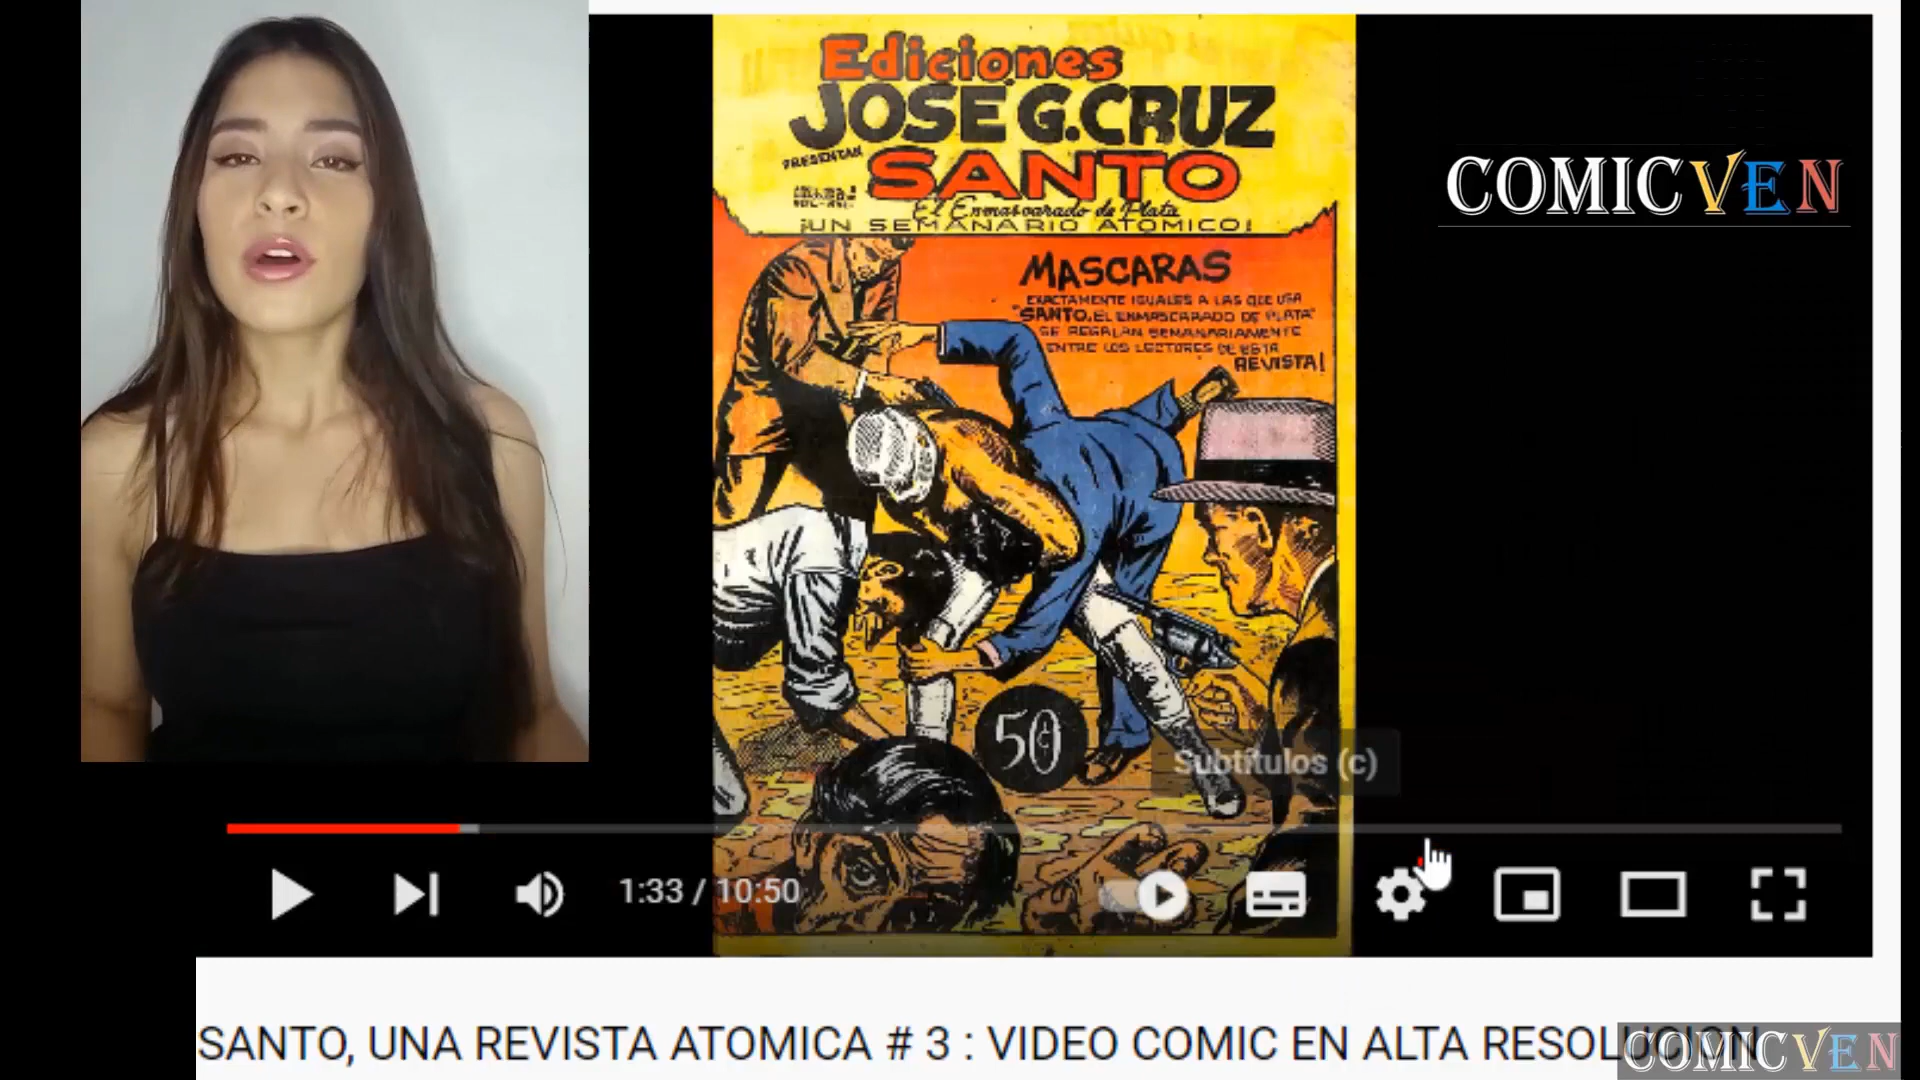 Ediciones
JOSE G. CRUZ
PRESENTAN
SANTO
El Enmascarado de Plata
¡UN SEMANARIO ATOMICO!
MASCARAS
EXACTAMENTE IGUALES A LAS QUE USA
"SANTO, EL ENMASCARADO DE PLATA"
SE REGALAN SEMANARIAMENTE
ENTRE LOS LECTORES DE ESTA
REVISTA!
50¢
COMICVEN
Subtítulos (c)
1:33 / 10:50
SANTO, UNA REVISTA ATOMICA # 3 : VIDEO COMIC EN ALTA RESOLUCION
COMICVEN